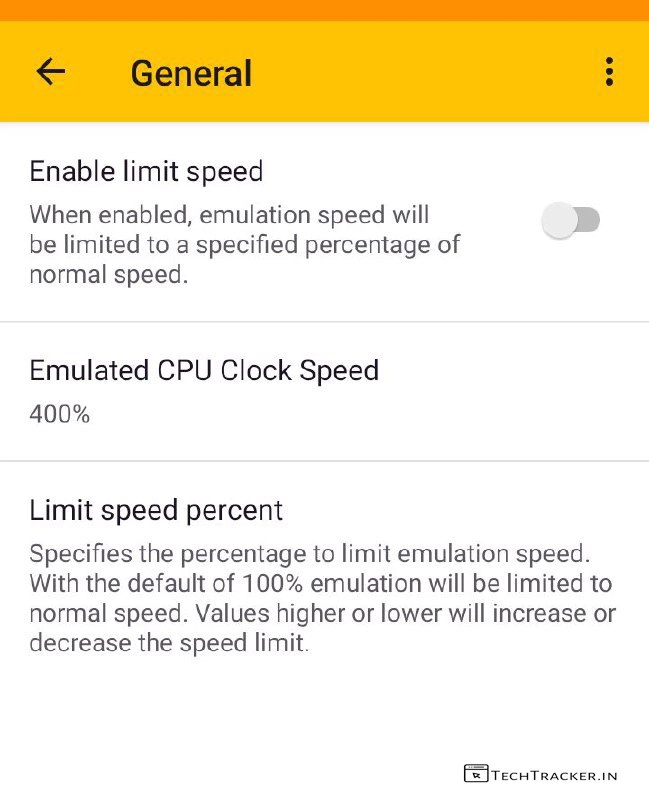 General
Enable limit speed
When enabled, emulation speed will
be limited to a specified percentage of
normal speed.
Emulated CPU Clock Speed
400%
Limit speed percent
Specifies the percentage to limit emulation speed.
With the default of 100% emulation will be limited to
normal speed. Values higher or lower will increase or
decrease the speed limit.
TECHTRACKER.IN